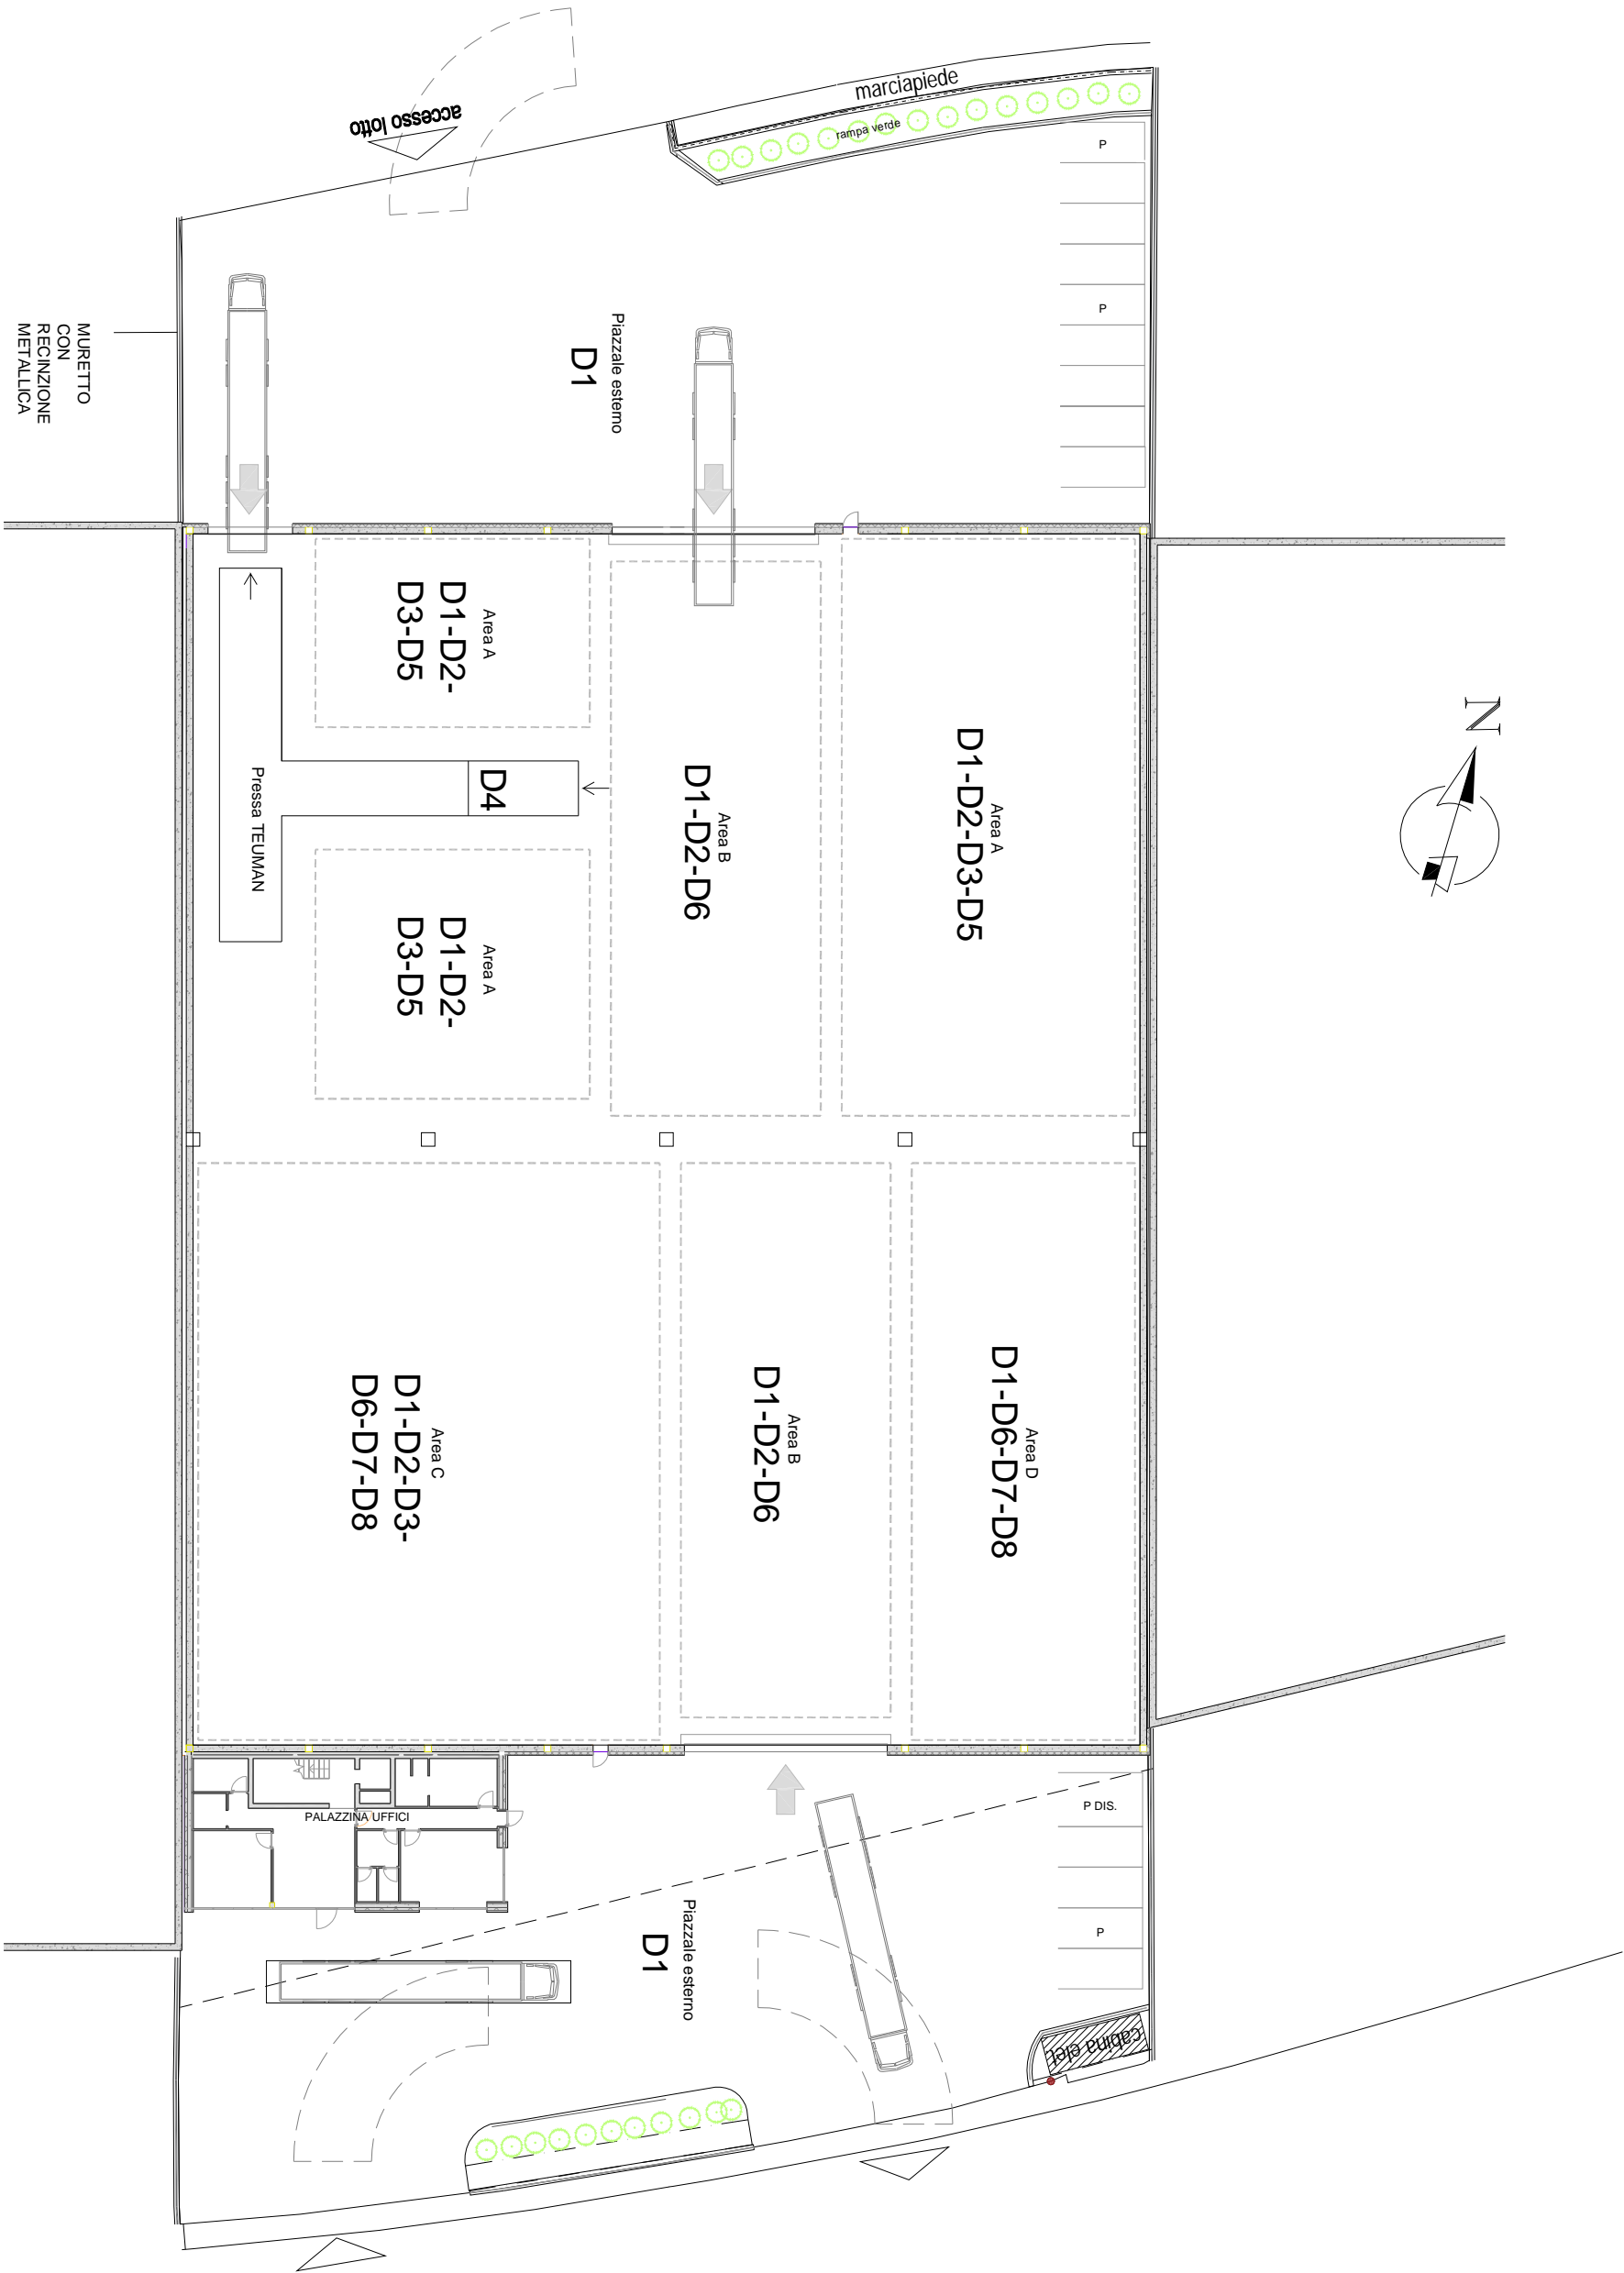 marciapiede
rampa verde
accesso lotto
P
P
MURETTO
CON
RECINZIONE
METALLICA
Piazzale esterno
D1
N
Area A
D1-D2-
D3-D5
Area B
D1-D2-D6
Area A
D1-D2-D3-D5
D4
Pressa TEUMAN
Area A
D1-D2-
D3-D5
Area C
D1-D2-D3-
D6-D7-D8
Area B
D1-D2-D6
Area D
D1-D6-D7-D8
PALAZZINA UFFICI
P DIS.
P
Piazzale esterno
D1
cabina elet